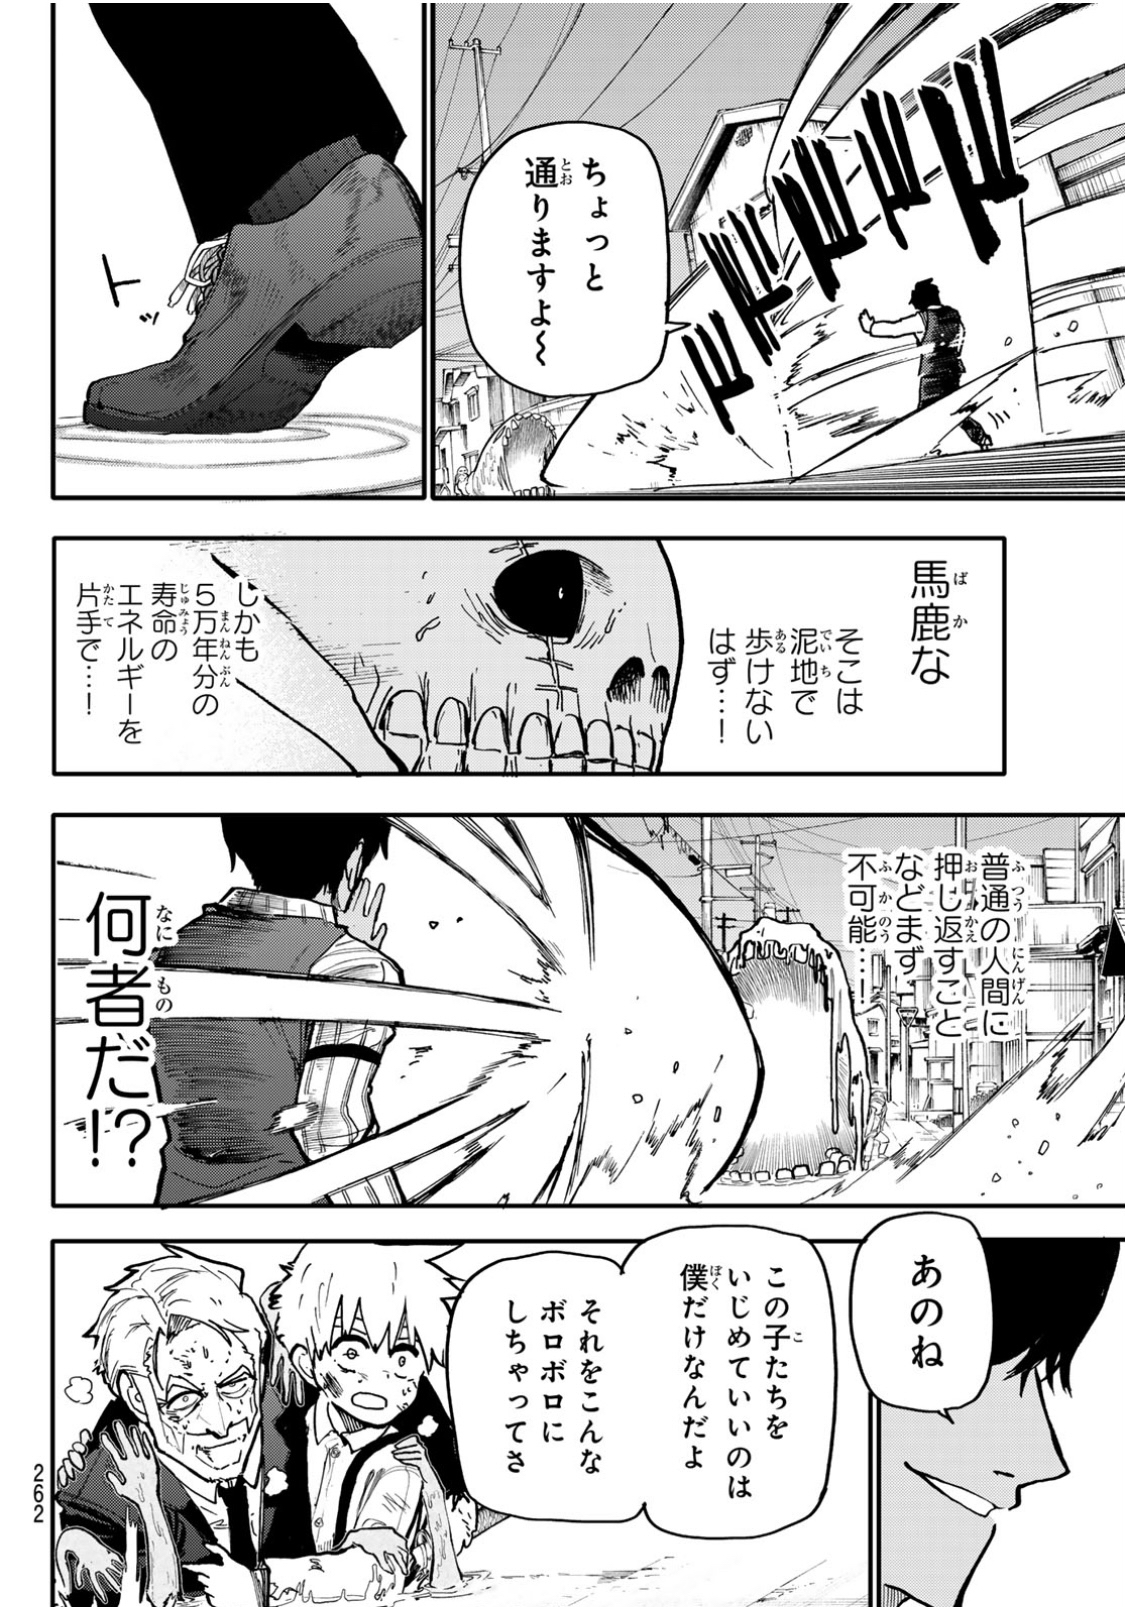 ドドドドド
ちょっと
通りますよ〜
トッ
馬鹿な
そこは
泥地で
歩けない
はず…!
しかも
5万年分の
寿命の
エネルギーを
片手で…!
普通の人間に
押し返すこと
などまず
不可能…!
何者だ!?
あのね
この子たちを
いじめていいのは
僕だけなんだよ
それをこんな
ボロボロに
しちゃってさ
262